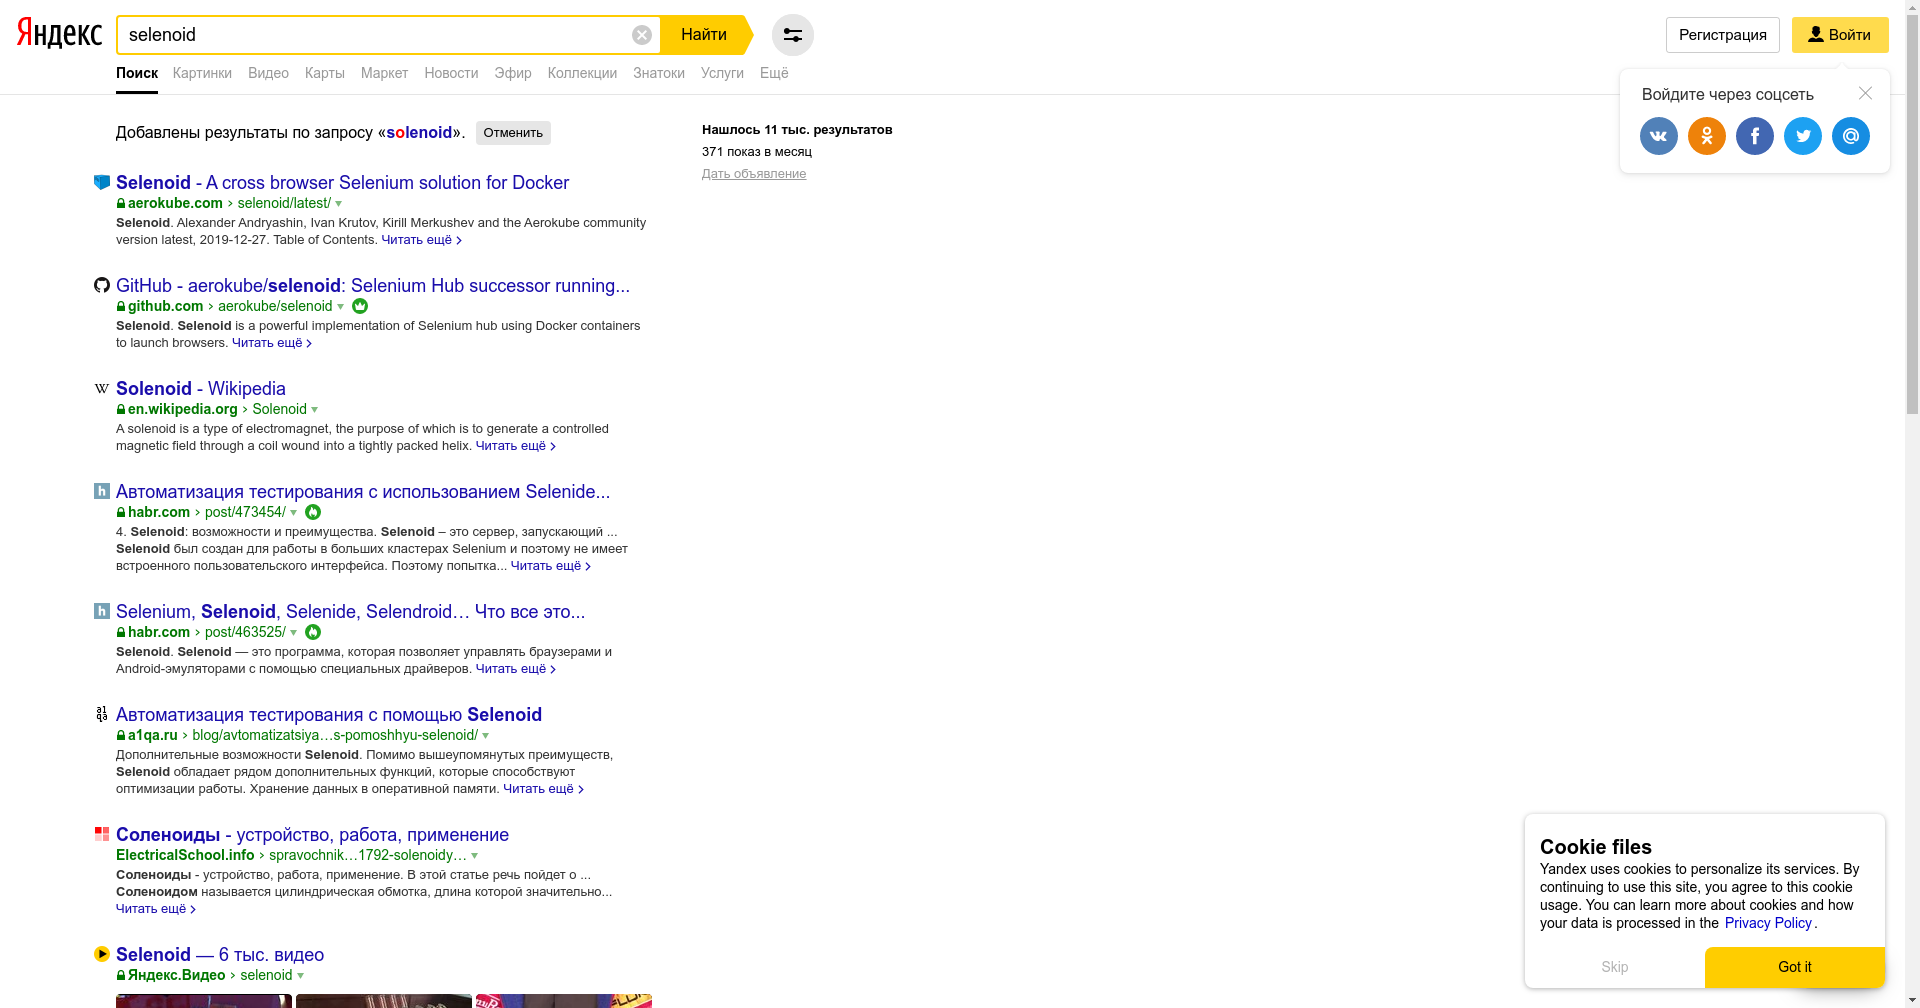 Яндекс
selenoid
Найти
Регистрация
Войти
Поиск Картинки Видео Карты Маркет Новости Эфир Коллекции Знатоки Услуги Ещё
Войдите через соцсеть
Добавлены результаты по запросу «solenoid». Отменить
Нашлось 11 тыс. результатов
371 показ в месяц
Дать объявление
Selenoid - A cross browser Selenium solution for Docker
aerokube.com › selenoid/latest/
Selenoid. Alexander Andryashin, Ivan Krutov, Kirill Merkushev and the Aerokube community
version latest, 2019-12-27. Table of Contents. Читать ещё ›
GitHub - aerokube/selenoid: Selenium Hub successor running...
github.com › aerokube/selenoid
Selenoid. Selenoid is a powerful implementation of Selenium hub using Docker containers
to launch browsers. Читать ещё ›
W
Solenoid - Wikipedia
en.wikipedia.org › Solenoid
A solenoid is a type of electromagnet, the purpose of which is to generate a controlled
magnetic field through a coil wound into a tightly packed helix. Читать ещё ›
h
Автоматизация тестирования с использованием Selenide...
habr.com › post/473454/
4. Selenoid: возможности и преимущества. Selenoid – это сервер, запускающий ...
Selenoid был создан для работы в больших кластерах Selenium и поэтому не имеет
встроенного пользовательского интерфейса. Поэтому попытка... Читать ещё ›
h
Selenium, Selenoid, Selenide, Selendroid… Что все это...
habr.com › post/463525/
Selenoid. Selenoid — это программа, которая позволяет управлять браузерами и
Android-эмуляторами с помощью специальных драйверов. Читать ещё ›
a1
qa
Автоматизация тестирования с помощью Selenoid
a1qa.ru › blog/avtomatizatsiya…s-pomoshhyu-selenoid/
Дополнительные возможности Selenoid. Помимо вышеупомянутых преимуществ,
Selenoid обладает рядом дополнительных функций, которые способствуют
оптимизации работы. Хранение данных в оперативной памяти. Читать ещё ›
Соленоиды - устройство, работа, применение
ElectricalSchool.info › spravochnik…1792-solenoidy…
Соленоиды - устройство, работа, применение. В этой статье речь пойдет о ...
Соленоидом называется цилиндрическая обмотка, длина которой значительно...
Читать ещё ›
Selenoid — 6 тыс. видео
Яндекс.Видео › selenoid
Cookie files
Yandex uses cookies to personalize its services. By
continuing to use this site, you agree to this cookie
usage. You can learn more about cookies and how
your data is processed in the Privacy Policy.
Skip
Got it